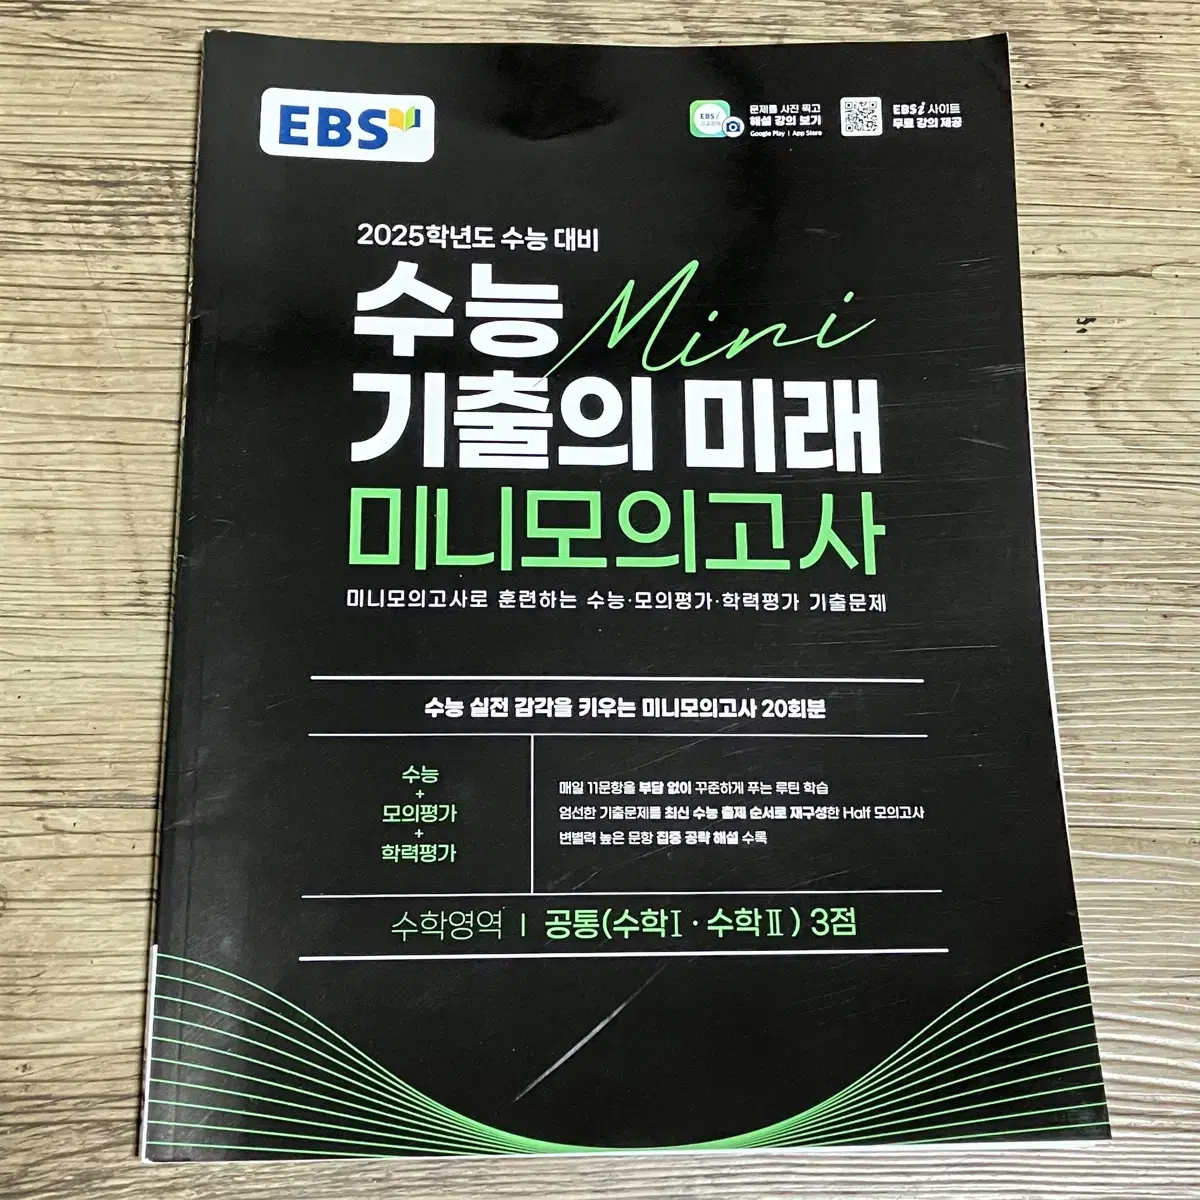 EBS
문제를 사진 찍고
해설 강의 보기
Google Play | App Store
EBSi 사이트
무료 강의 제공
2025학년도 수능 대비
수능 Mini
기출의 미래
미니모의고사
미니모의고사로 훈련하는 수능·모의평가·학력평가 기출문제
수능 실전 감각을 키우는 미니모의고사 20회분
수능
+
모의평가
+
학력평가
매일 11문항을 부담 없이 꾸준하게 푸는 루틴 학습
엄선한 기출문제를 최신 수능 출제 순서로 재구성한 Half 모의고사
변별력 높은 문항 집중 공략 해설 수록
수학영역 | 공통(수학Ⅰ·수학Ⅱ) 3점